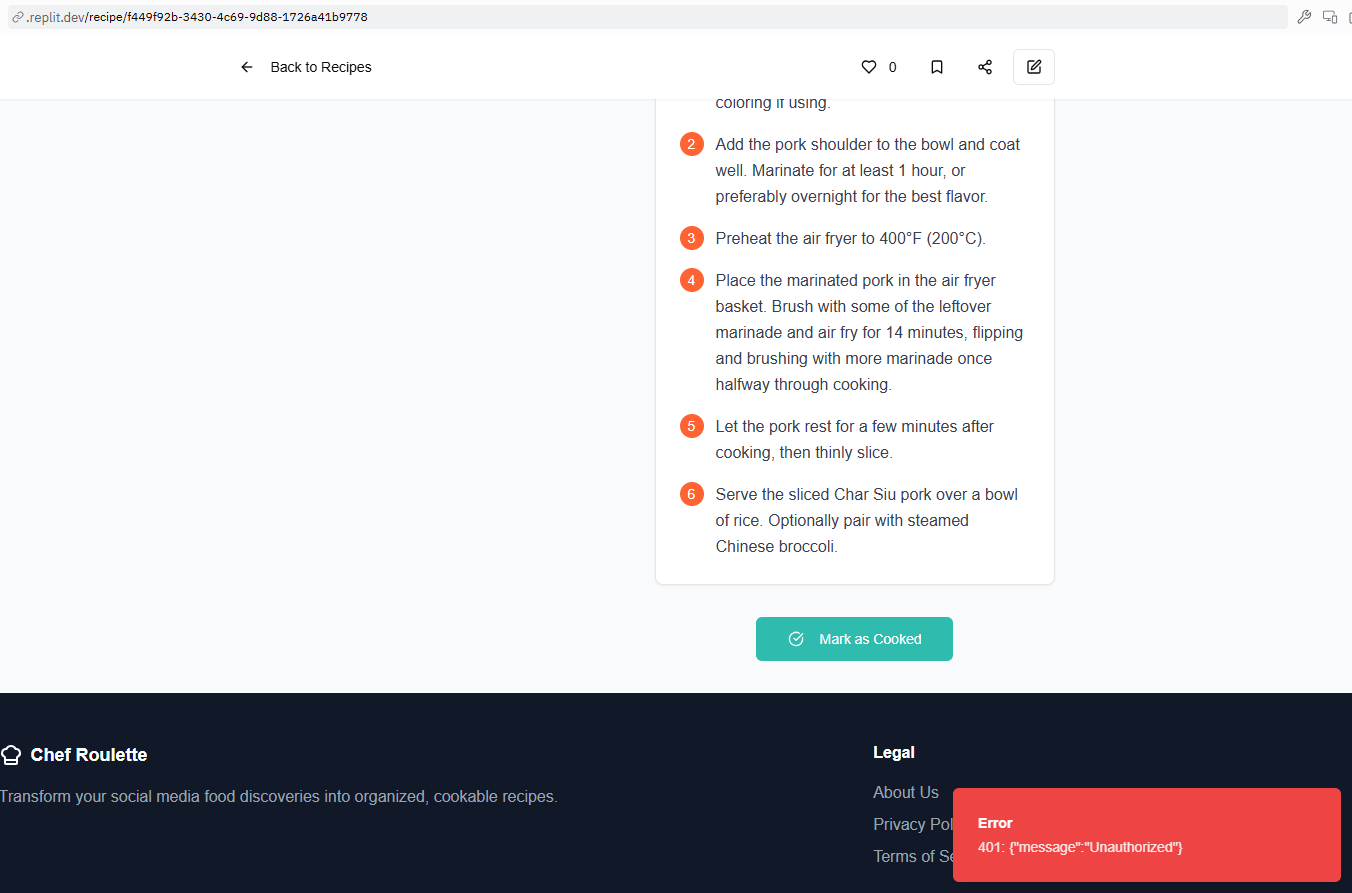 .replit.dev/recipe/f449f92b-3430-4c69-9d88-1726a41b9778
Back to Recipes
0
coloring if using.
2
Add the pork shoulder to the bowl and coat
well. Marinate for at least 1 hour, or
preferably overnight for the best flavor.
3
Preheat the air fryer to 400°F (200°C).
4
Place the marinated pork in the air fryer
basket. Brush with some of the leftover
marinade and air fry for 14 minutes, flipping
and brushing with more marinade once
halfway through cooking.
5
Let the pork rest for a few minutes after
cooking, then thinly slice.
6
Serve the sliced Char Siu pork over a bowl
of rice. Optionally pair with steamed
Chinese broccoli.
Mark as Cooked
Chef Roulette
Transform your social media food discoveries into organized, cookable recipes.
Legal
About Us
Privacy Pol
Terms of Se
Error
401: {"message":"Unauthorized"}